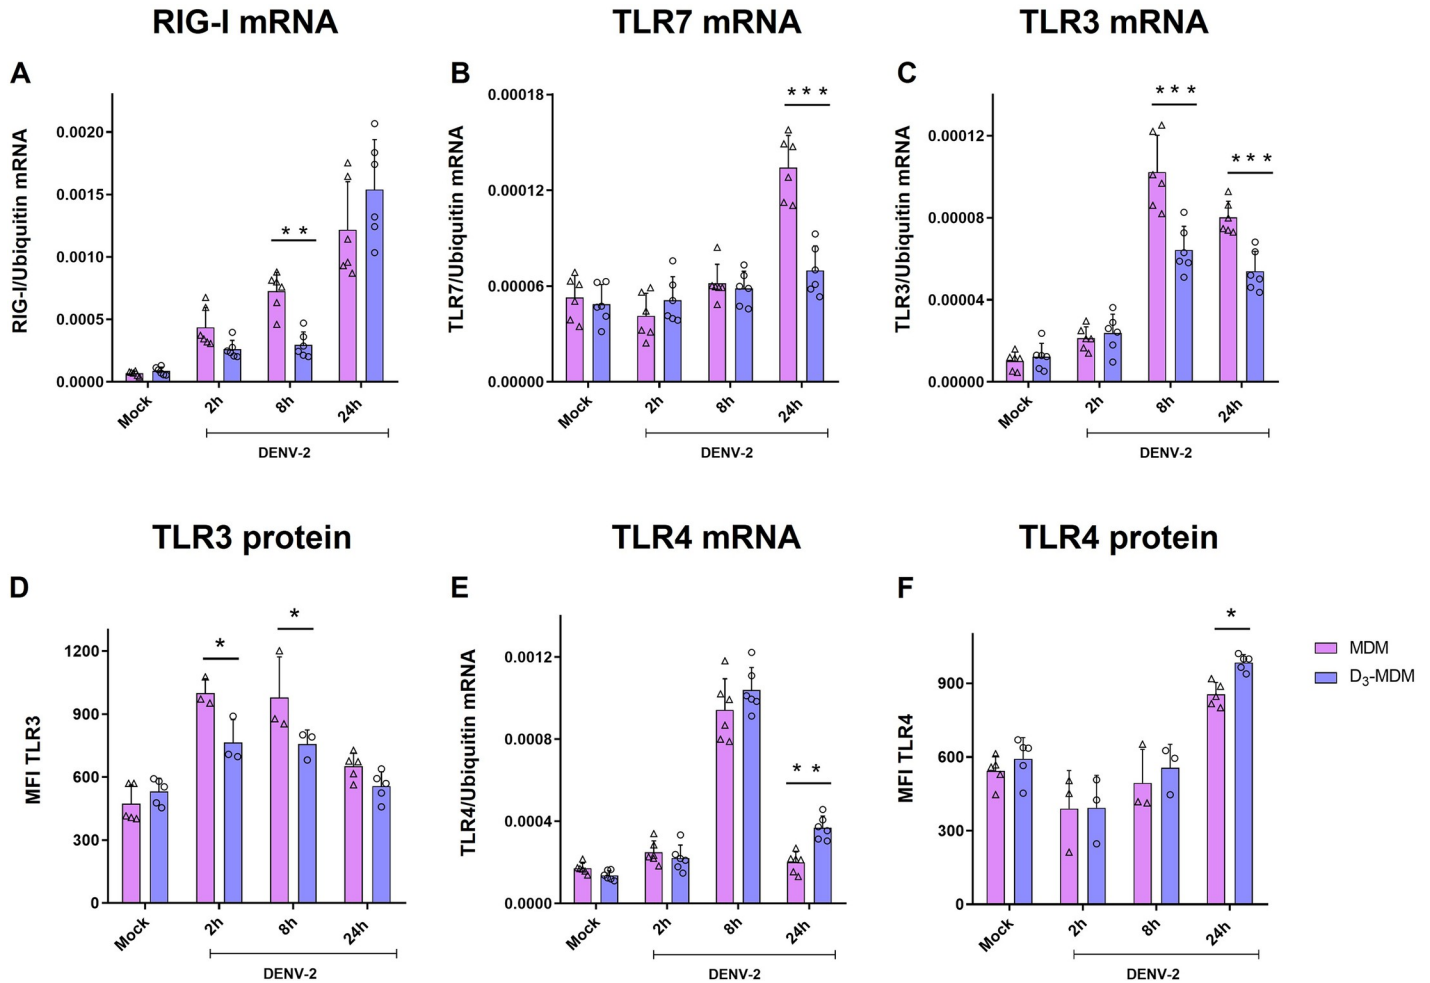 RIG-I mRNA
TLR7 mRNA
TLR3 mRNA
A
RIG-I/Ubiquitin mRNA
0.0020
0.0015
0.0010
0.0005
0.0000
* *
Mock
2h
8h
24h
DENV-2
B
TLR7/Ubiquitin mRNA
0.00018
0.00012
0.00006
0.00000
* * *
Mock
2h
8h
24h
DENV-2
C
TLR3/Ubiquitin mRNA
0.00012
0.00008
0.00004
0.00000
* * *
* * *
Mock
2h
8h
24h
DENV-2
TLR3 protein
TLR4 mRNA
TLR4 protein
D
MFI TLR3
1200
900
600
300
0
*
*
Mock
2h
8h
24h
DENV-2
E
TLR4/Ubiquitin mRNA
0.0012
0.0008
0.0004
0.0000
* *
Mock
2h
8h
24h
DENV-2
F
MFI TLR4
900
600
300
0
*
Mock
2h
8h
24h
DENV-2
MDM
D₃-MDM